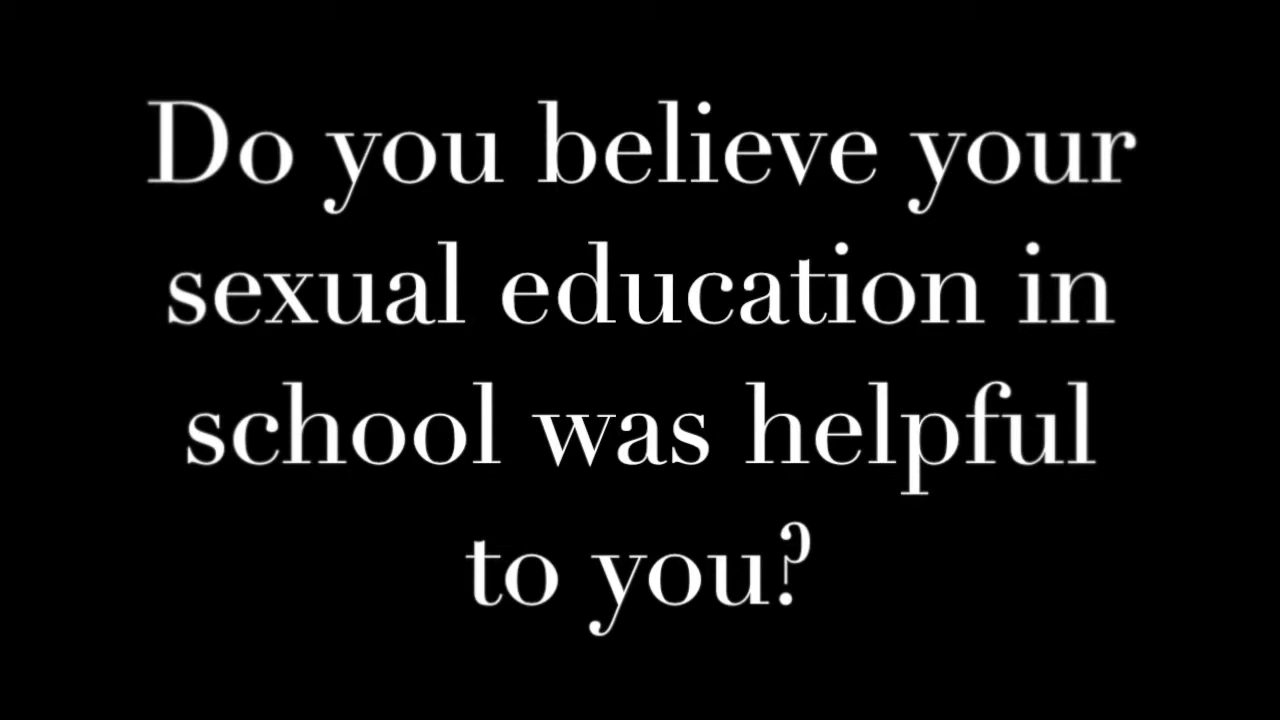 Do you believe your
sexual education in
school was helpful
to you?